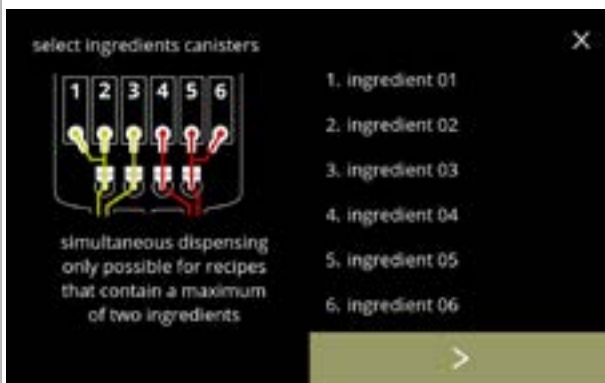 select ingredients canisters
1 2 3 4 5 6
simultaneous dispensing
only possible for recipes
that contain a maximum
of two ingredients
1. ingredient 01
2. ingredient 02
3. ingredient 03
4. ingredient 04
5. ingredient 05
6. ingredient 06